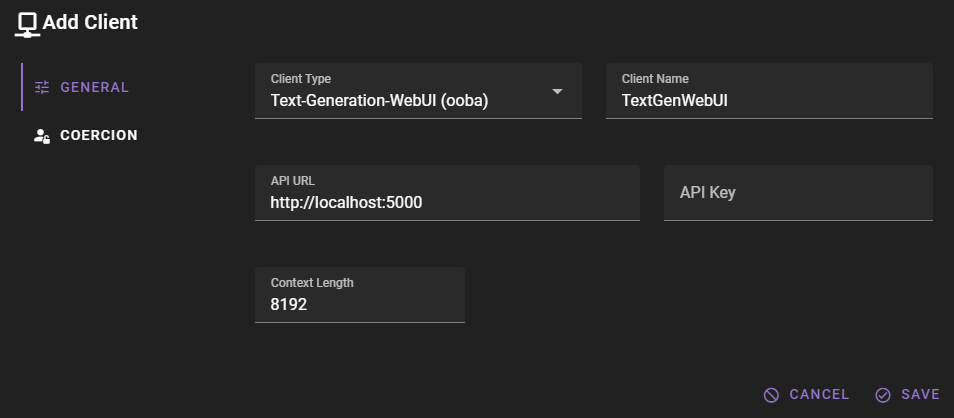 Add Client
GENERAL
COERCION
Client Type
Text-Generation-WebUI (ooba)
Client Name
TextGenWebUI
API URL
http://localhost:5000
API Key
Context Length
8192
CANCEL
SAVE